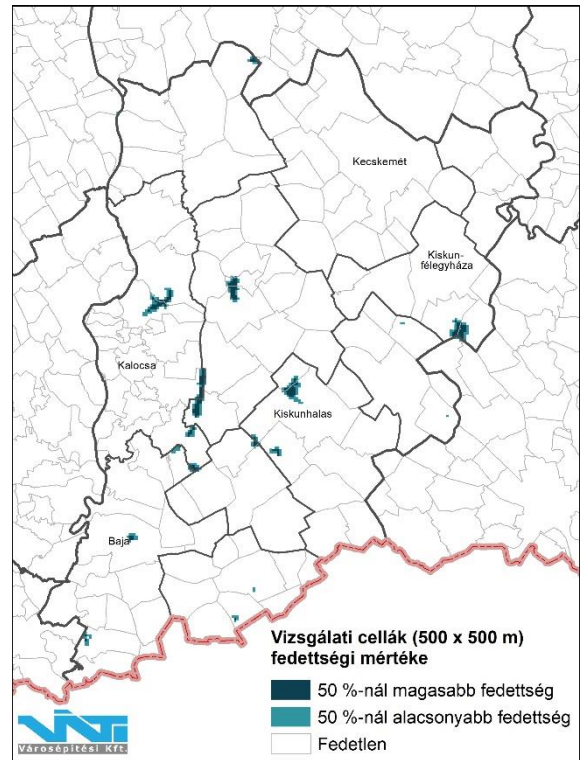 Kecskemét
Kiskun-
félegyháza
Kalocsa
Kiskunhalas
Baja
Vizsgálati cellák (500 x 500 m)
fedettségi mértéke
50 %-nál magasabb fedettség
50 %-nál alacsonyabb fedettség
Fedetlen
VÁTI
Városépítési Kft.